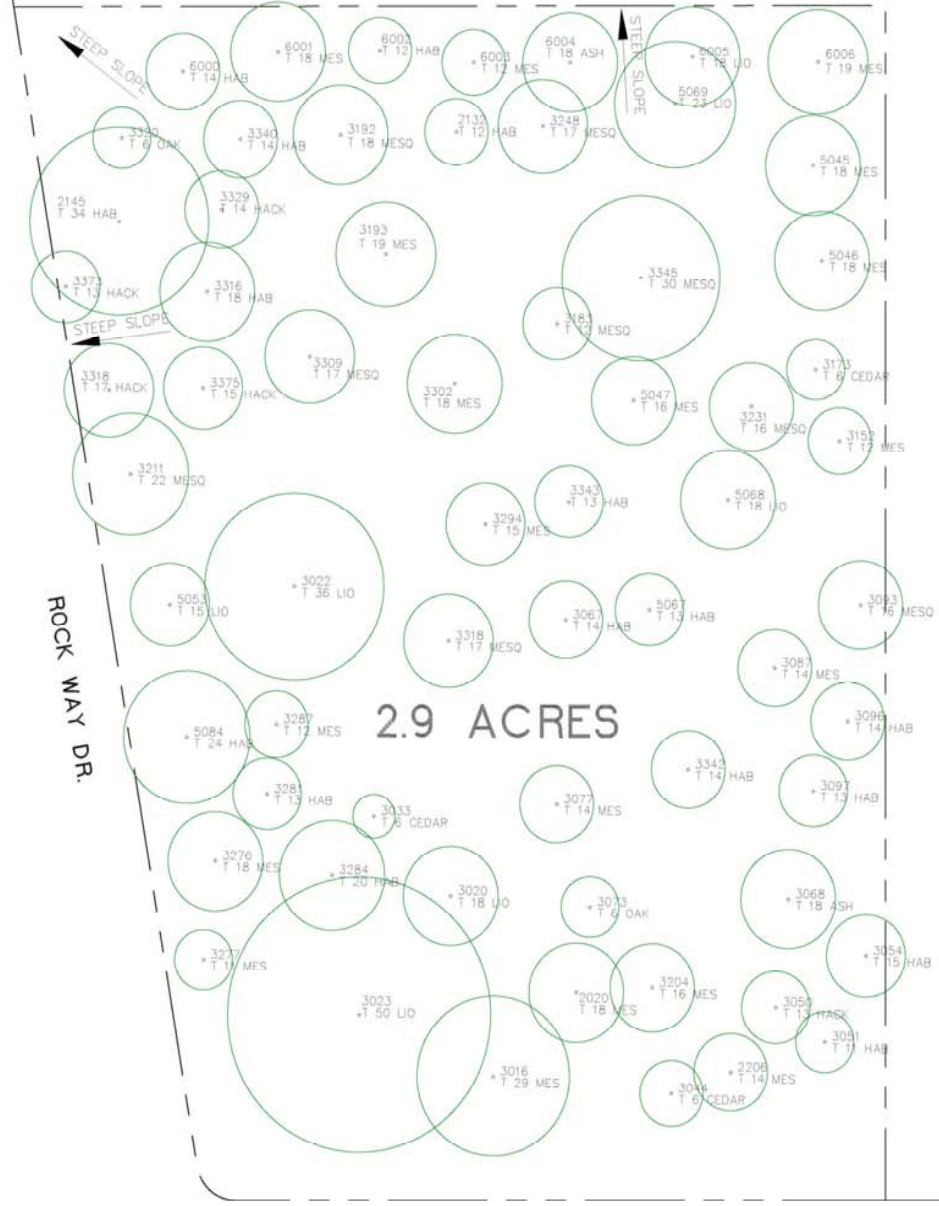 STEEP SLOPE
6000
T 14 HAB
6001
T 18 MES
6002
T 12 HAB
6003
T 12 MES
6004
T 18 ASH
STEEP SLOPE
6005
T 18 LIO
6006
T 19 MES
5069
T 23 LIO
T 6 OAK
3340
T 14 HAB
3192
T 18 MESQ
2132
T 12 HAB
3248
T 17 MESQ
5045
T 18 MES
2145
T 34 HAB
3329
T 14 HACK
3193
T 19 MES
5046
T 18 MES
3373
T 13 HACK
3316
T 18 HAB
3345
T 30 MESQ
STEEP SLOPE
3183
T 12 MESQ
3309
T 17 MESQ
3318
T 17 HACK
3375
T 15 HACK
3302
T 18 MES
5047
T 16 MES
3231
T 16 MESQ
3173
T 6 CEDAR
3152
T 12 MES
3211
T 22 MESQ
3294
T 15 MES
3343
T 13 HAB
5068
T 18 LIO
ROCK WAY DR.
5053
T 15 LIO
3022
T 36 LIO
3318
T 17 MESQ
3067
T 14 HAB
5067
T 13 HAB
3093
T 16 MESQ
3087
T 14 MES
5084
T 24 HAB
3287
T 12 MES
2.9 ACRES
3096
T 14 HAB
3281
T 13 HAB
3033
T 6 CEDAR
3077
T 14 MES
3342
T 14 HAB
3097
T 13 HAB
3276
T 18 MES
3284
T 20 HAB
3020
T 18 LIO
3073
T 6 OAK
3068
T 18 ASH
3277
T 11 MES
3023
T 50 LIO
2020
T 18 MES
3204
T 16 MES
3054
T 15 HAB
3050
T 13 HACK
3051
T 11 HAB
3016
T 29 MES
3044
T 6 CEDAR
2206
T 14 MES